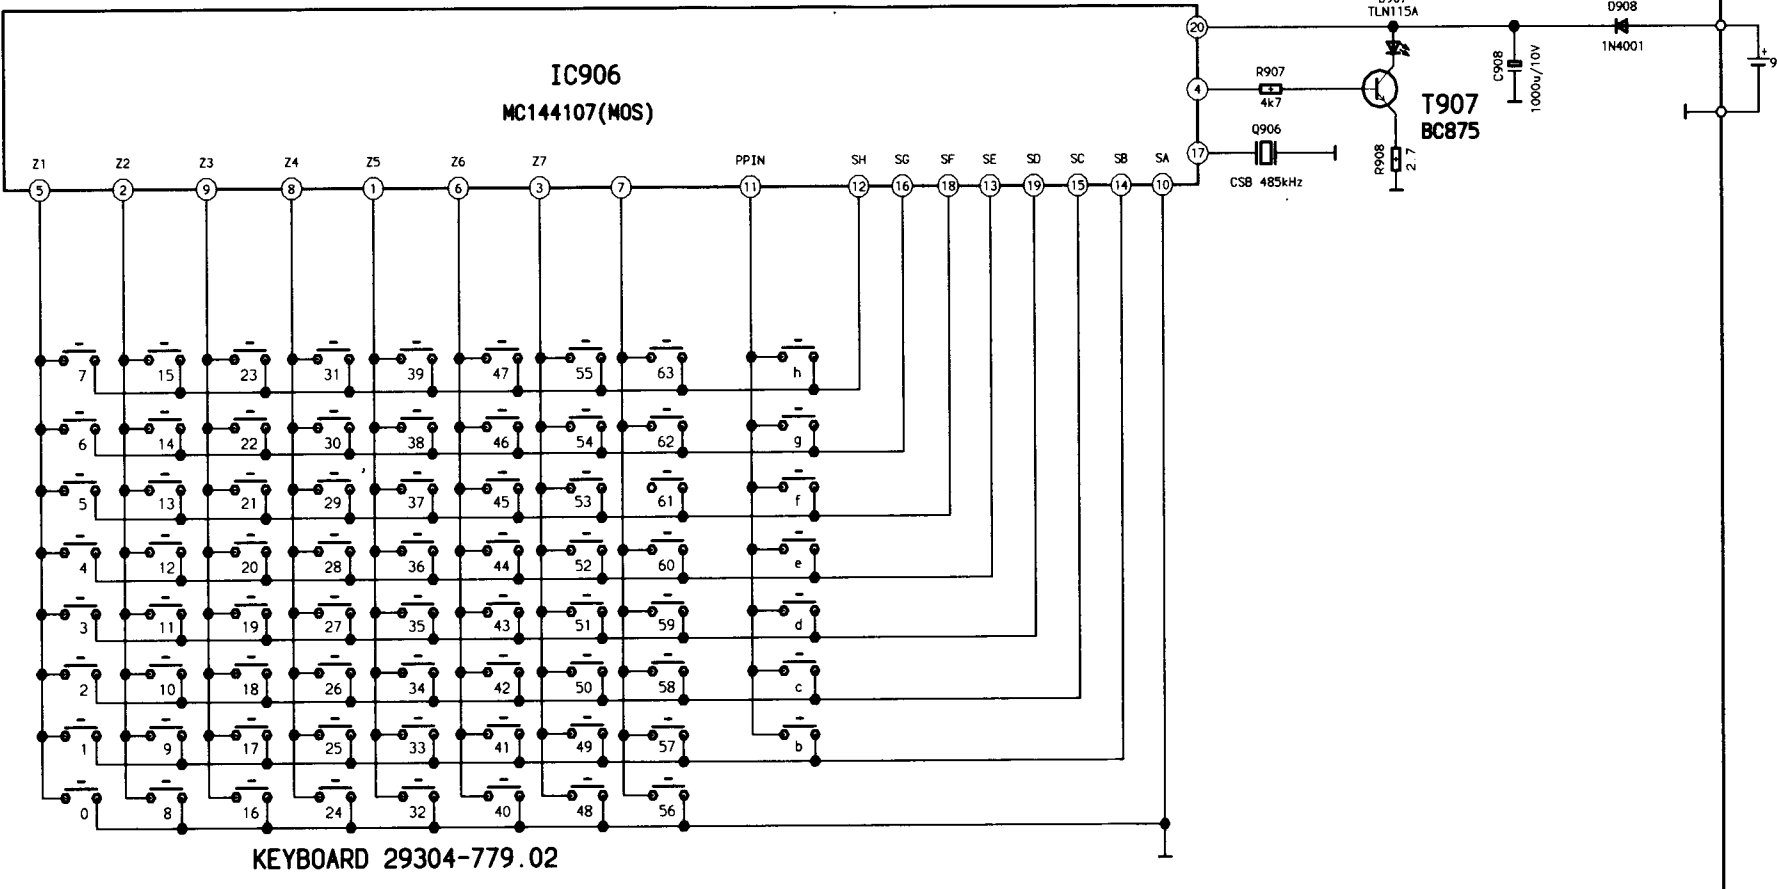 TLN115A
D908
20
1N4001
+
9
C908
1000u/10V
IC906
MC144107(MOS)
R907
4
4k7
T907
BC875
Q906
17
CSB 485kHz
R908
2.7
Z1 Z2 Z3 Z4 Z5 Z6 Z7 PPIN SH SG SF SE SD SC SB SA
5 2 9 8 1 6 3 7 11 12 16 18 13 19 15 14 10
7 15 23 31 39 47 55 63 h
6 14 22 30 38 46 54 62 g
5 13 21 29 37 45 53 61 f
4 12 20 28 36 44 52 60 e
3 11 19 27 35 43 51 59 d
2 10 18 26 34 42 50 58 c
1 9 17 25 33 41 49 57 b
0 8 16 24 32 40 48 56
KEYBOARD 29304-779.02